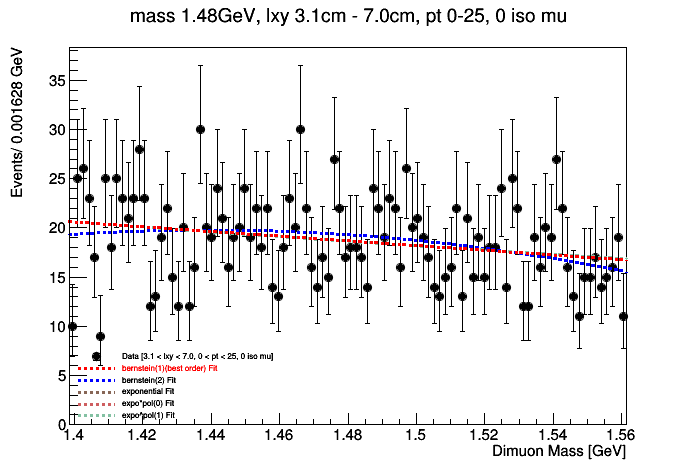 mass 1.48GeV, lxy 3.1cm - 7.0cm, pt 0-25, 0 iso mu
Events/ 0.001628 GeV
35
30
25
20
15
10
5
0
Data [3.1 < lxy < 7.0, 0 < pt < 25, 0 iso mu]
bernstein(1)(best order) Fit
bernstein(2) Fit
exponential Fit
expo*pol(0) Fit
expo*pol(1) Fit
1.4 1.42 1.44 1.46 1.48 1.5 1.52 1.54 1.56
Dimuon Mass [GeV]